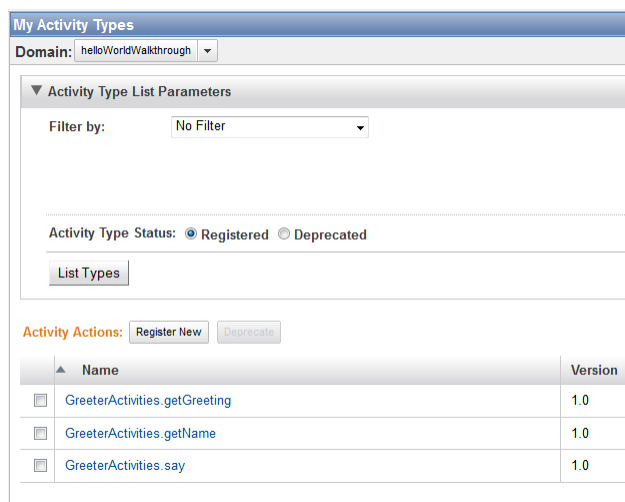 My Activity Types
Domain: helloWorldWalkthrough
Activity Type List Parameters
Filter by: No Filter
Activity Type Status: Registered Deprecated
List Types
Activity Actions: Register New Deprecate
Name Version
GreeterActivities.getGreeting 1.0
GreeterActivities.getName 1.0
GreeterActivities.say 1.0